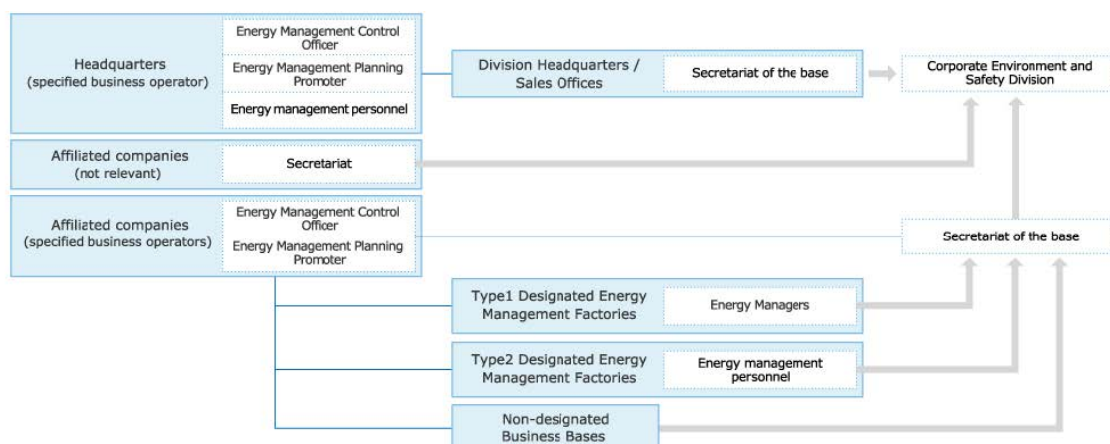 Headquarters
(specified business operator)
Energy Management Control
Officer
Energy Management Planning
Promoter
Energy management personnel
Division Headquarters /
Sales Offices
Secretariat of the base
Corporate Environment and
Safety Division
Affiliated companies
(not relevant)
Secretariat
Affiliated companies
(specified business operators)
Energy Management Control
Officer
Energy Management Planning
Promoter
Secretariat of the base
Type1 Designated Energy
Management Factories
Energy Managers
Type2 Designated Energy
Management Factories
Energy management
personnel
Non-designated
Business Bases